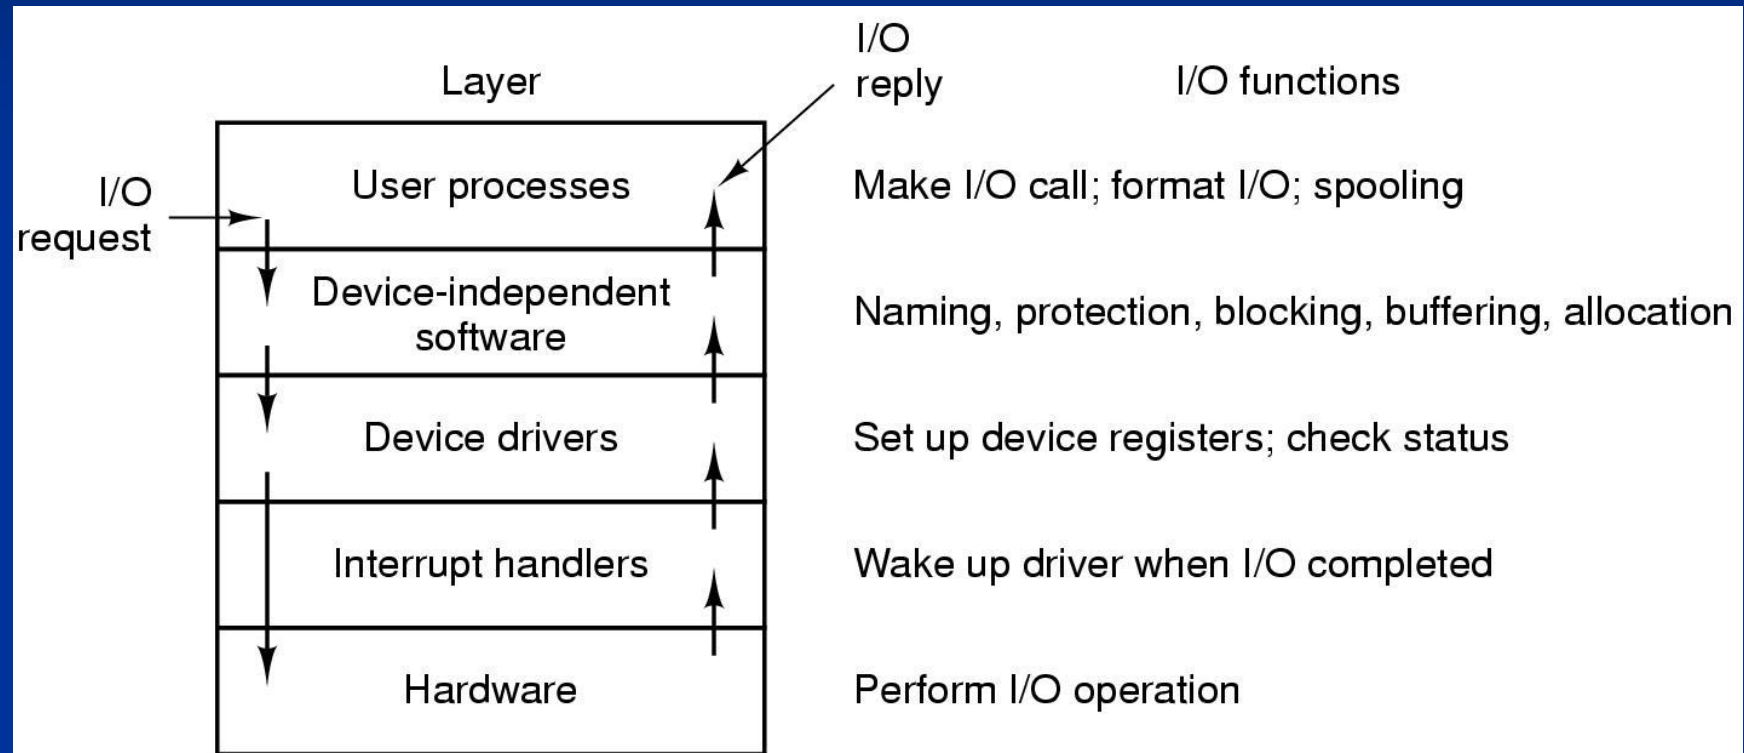 I/O
reply
Layer
I/O functions
I/O
request
User processes
Make I/O call; format I/O; spooling
Device-independent
software
Naming, protection, blocking, buffering, allocation
Device drivers
Set up device registers; check status
Interrupt handlers
Wake up driver when I/O completed
Hardware
Perform I/O operation